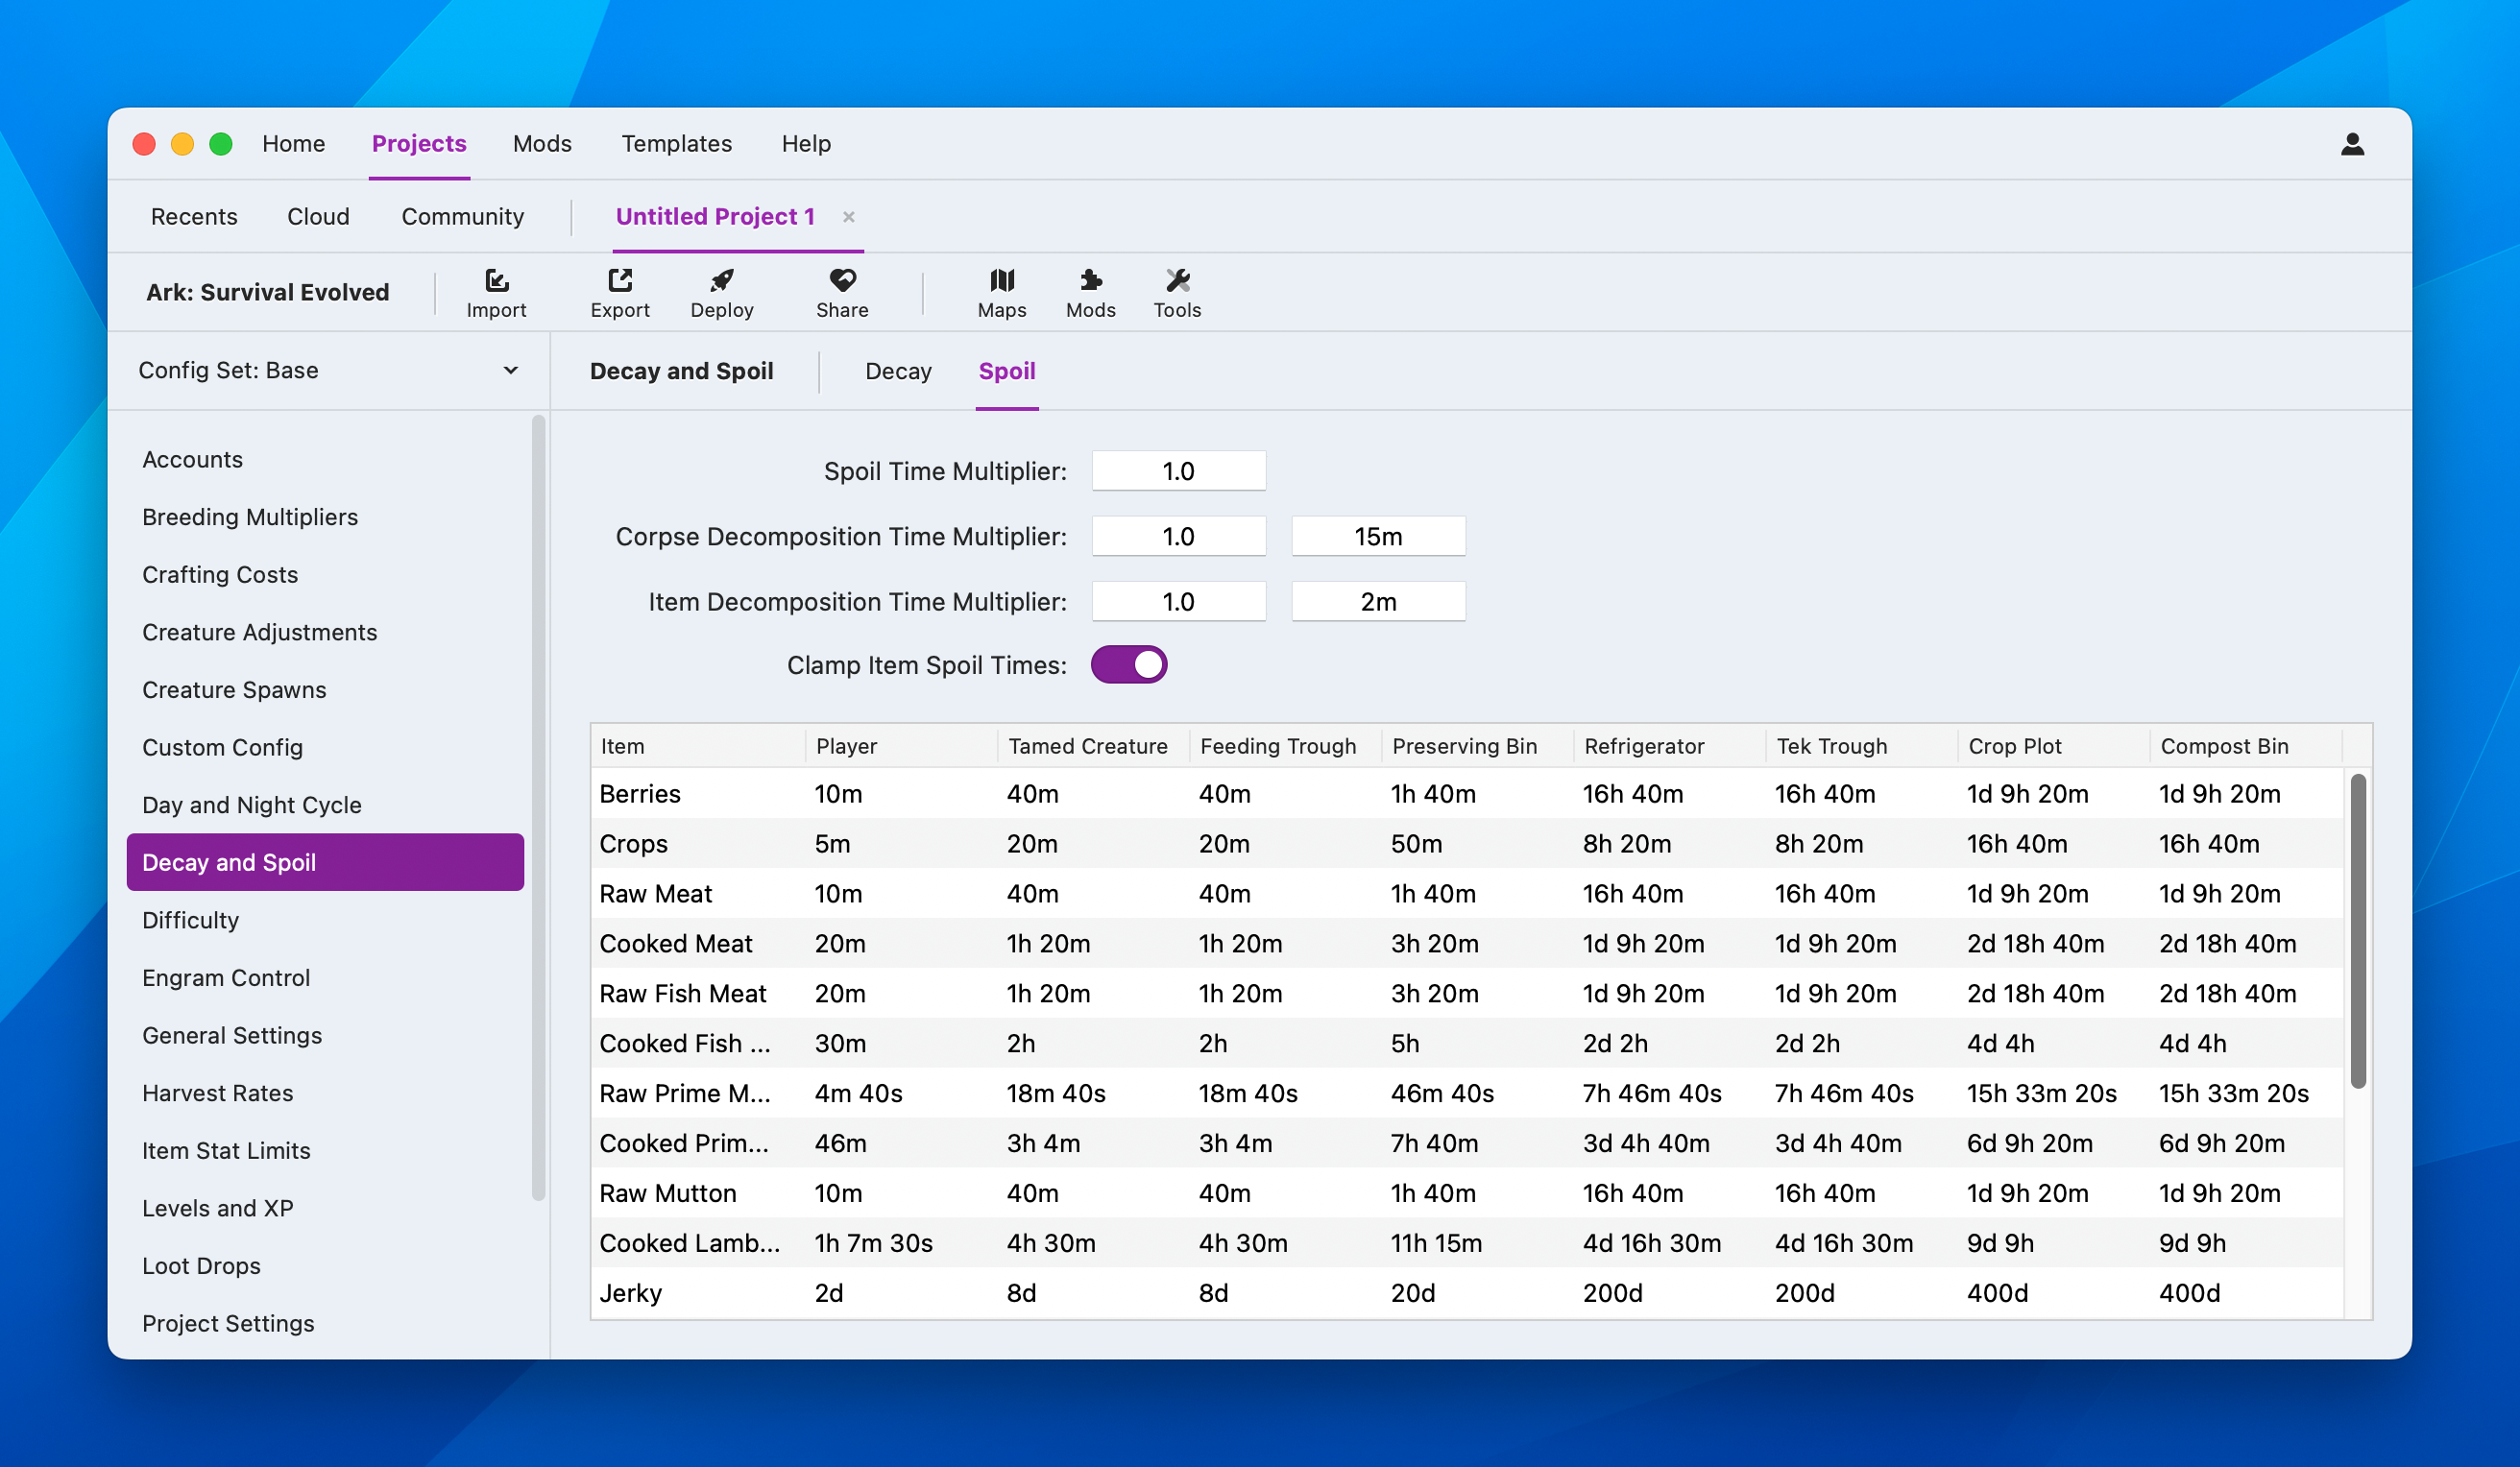 Home Projects Mods Templates Help
Recents Cloud Community Untitled Project 1 ×
Ark: Survival Evolved Import Export Deploy Share Maps Mods Tools
Config Set: Base
Decay and Spoil Decay Spoil
Accounts
Breeding Multipliers
Crafting Costs
Creature Adjustments
Creature Spawns
Custom Config
Day and Night Cycle
Decay and Spoil
Difficulty
Engram Control
General Settings
Harvest Rates
Item Stat Limits
Levels and XP
Loot Drops
Project Settings
Spoil Time Multiplier: 1.0
Corpse Decomposition Time Multiplier: 1.0 15m
Item Decomposition Time Multiplier: 1.0 2m
Clamp Item Spoil Times:
Item Player Tamed Creature Feeding Trough Preserving Bin Refrigerator Tek Trough Crop Plot Compost Bin
Berries 10m 40m 40m 1h 40m 16h 40m 16h 40m 1d 9h 20m 1d 9h 20m
Crops 5m 20m 20m 50m 8h 20m 8h 20m 16h 40m 16h 40m
Raw Meat 10m 40m 40m 1h 40m 16h 40m 16h 40m 1d 9h 20m 1d 9h 20m
Cooked Meat 20m 1h 20m 1h 20m 3h 20m 1d 9h 20m 1d 9h 20m 2d 18h 40m 2d 18h 40m
Raw Fish Meat 20m 1h 20m 1h 20m 3h 20m 1d 9h 20m 1d 9h 20m 2d 18h 40m 2d 18h 40m
Cooked Fish ... 30m 2h 2h 5h 2d 2h 2d 2h 4d 4h 4d 4h
Raw Prime M... 4m 40s 18m 40s 18m 40s 46m 40s 7h 46m 40s 7h 46m 40s 15h 33m 20s 15h 33m 20s
Cooked Prim... 46m 3h 4m 3h 4m 7h 40m 3d 4h 40m 3d 4h 40m 6d 9h 20m 6d 9h 20m
Raw Mutton 10m 40m 40m 1h 40m 16h 40m 16h 40m 1d 9h 20m 1d 9h 20m
Cooked Lamb... 1h 7m 30s 4h 30m 4h 30m 11h 15m 4d 16h 30m 4d 16h 30m 9d 9h 9d 9h
Jerky 2d 8d 8d 20d 200d 200d 400d 400d